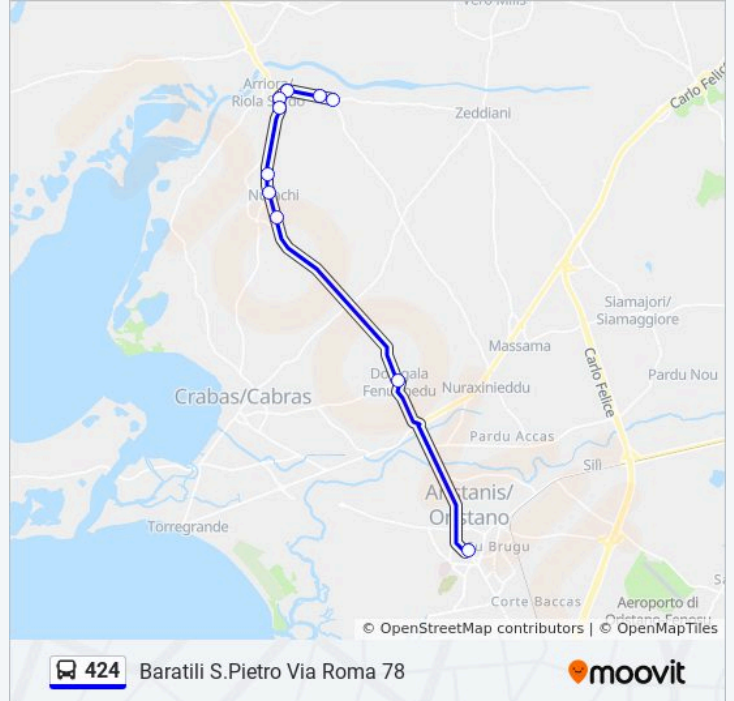 Vero Milis
Carlo Felice
Arriora/
Riola Sardo
Zeddiani
Nurachi
Siamajori/
Siamaggiore
Massama
Carlo Felice
Donigala
Fenughedu
Nuraxinieddu
Pardu Nou
Crabas/Cabras
Pardu Accas
Silì
Aristanis/
Oristano
Torregrande
Su Brugu
Corte Baccas
Aeroporto di
Oristano-Fenosu
© OpenStreetMap contributors | © OpenMapTiles
424 Baratili S.Pietro Via Roma 78
moovit